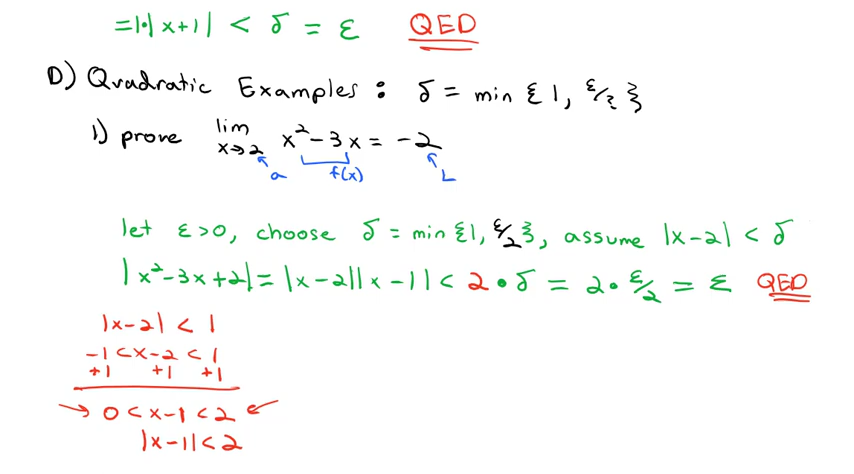 =1·|x+1| < δ = ε QED
D) Quadratic Examples: δ = min {1, ε/2}
1) prove lim x→2 x² - 3x = -2
a f(x) L
let ε>0, choose δ = min {1, ε/2}, assume |x-2| < δ
|x²-3x+2| = |x-2||x-1| < 2 • δ = 2 • ε/2 = ε QED
|x-2| < 1
-1 < x-2 < 1
+1 +1 +1
→ 0 < x-1 < 2 ←
|x-1| < 2